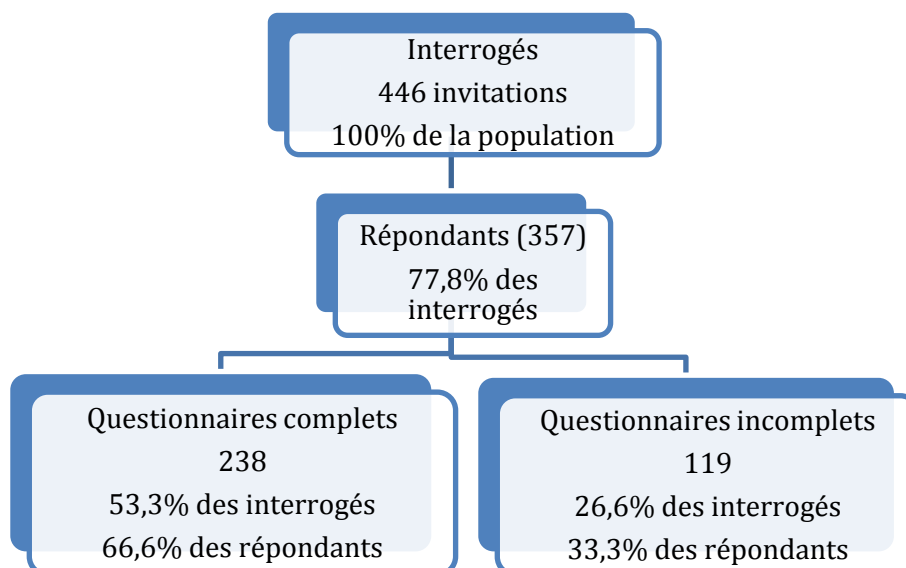 Interrogés
446 invitations
100% de la population
Répondants (357)
77,8% des
interrogés
Questionnaires complets
238
53,3% des interrogés
66,6% des répondants
Questionnaires incomplets
119
26,6% des interrogés
33,3% des répondants